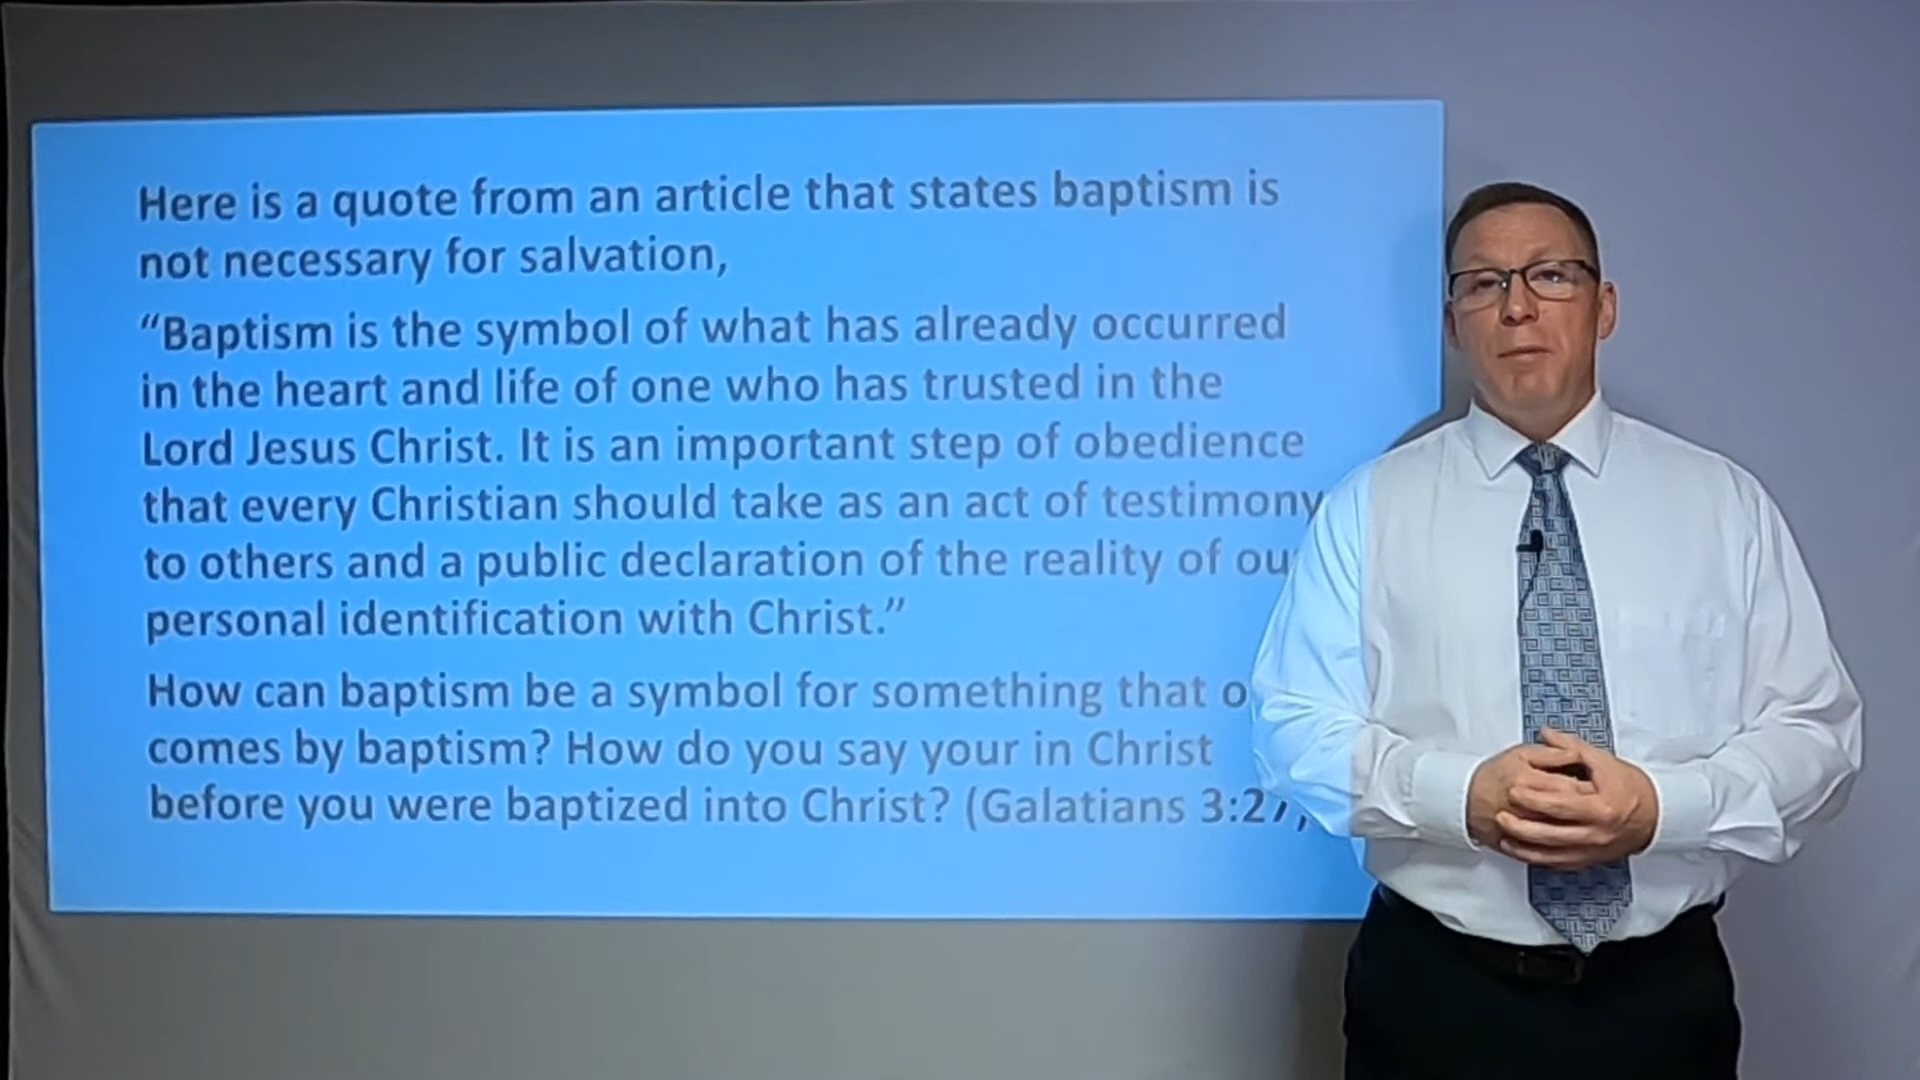 Here is a quote from an article that states baptism is
not necessary for salvation,
“Baptism is the symbol of what has already occurred
in the heart and life of one who has trusted in the
Lord Jesus Christ. It is an important step of obedience
that every Christian should take as an act of testimony
to others and a public declaration of the reality of
personal identification with Christ.”
How can baptism be a symbol for something that
comes by baptism? How do you say your in Christ
before you were baptized into Christ? (Galatians 3:27,